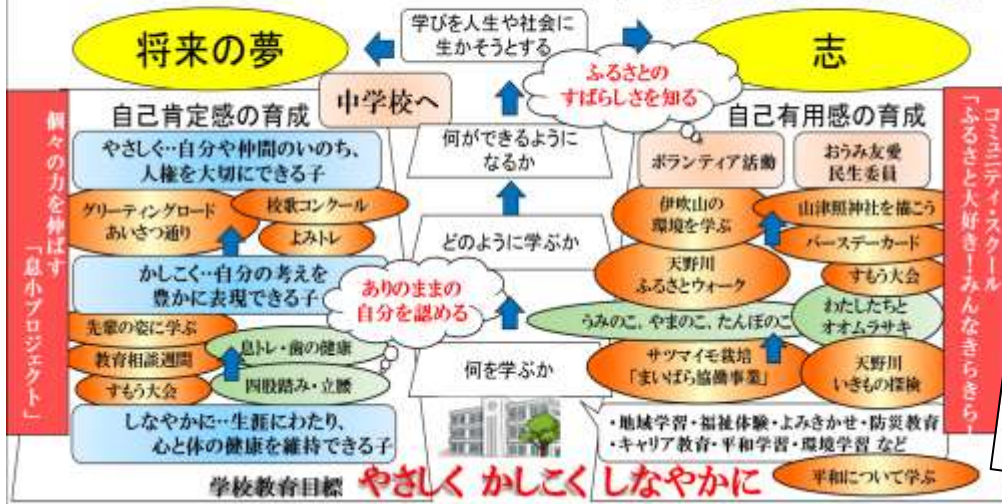 学びを人生や社会に
生かそうとする
将来の夢
志
ふるさとの
すばらしさを知る
中学校へ
個々の力を伸ばす
「息小プロジェクト」
自己肯定感の育成
やさしく‥自分や仲間のいのち、
人権を大切にできる子
グリーティングロード
あいさつ通り
校歌コンクール
よみトレ
かしこく‥自分の考えを
豊かに表現できる子
ありのままの
自分を認める
先輩の姿に学ぶ
教育相談週間
すもう大会
息トレ・歯の健康
四股踏み・立腰
しなやかに‥生涯にわたり、
心と体の健康を維持できる子
何ができるように
なるか
どのように学ぶか
何を学ぶか
自己有用感の育成
ボランティア活動
おうみ友愛
民生委員
伊吹山の
環境を学ぶ
山津照神社を描こう
バースデーカード
天野川
ふるさとウォーク
すもう大会
うみのこ、やまのこ、たんぼのこ
わたしたちと
オオムラサキ
サツマイモ栽培
「まいばら協働事業」
天野川
いきもの探検
・地域学習・福祉体験・よみきかせ・防災教育
・キャリア教育・平和学習・環境学習 など
平和について学ぶ
コミュニティ・スクール
「ふるさと大好き!みんなきらきら!
学校教育目標 やさしく かしこく しなやかに